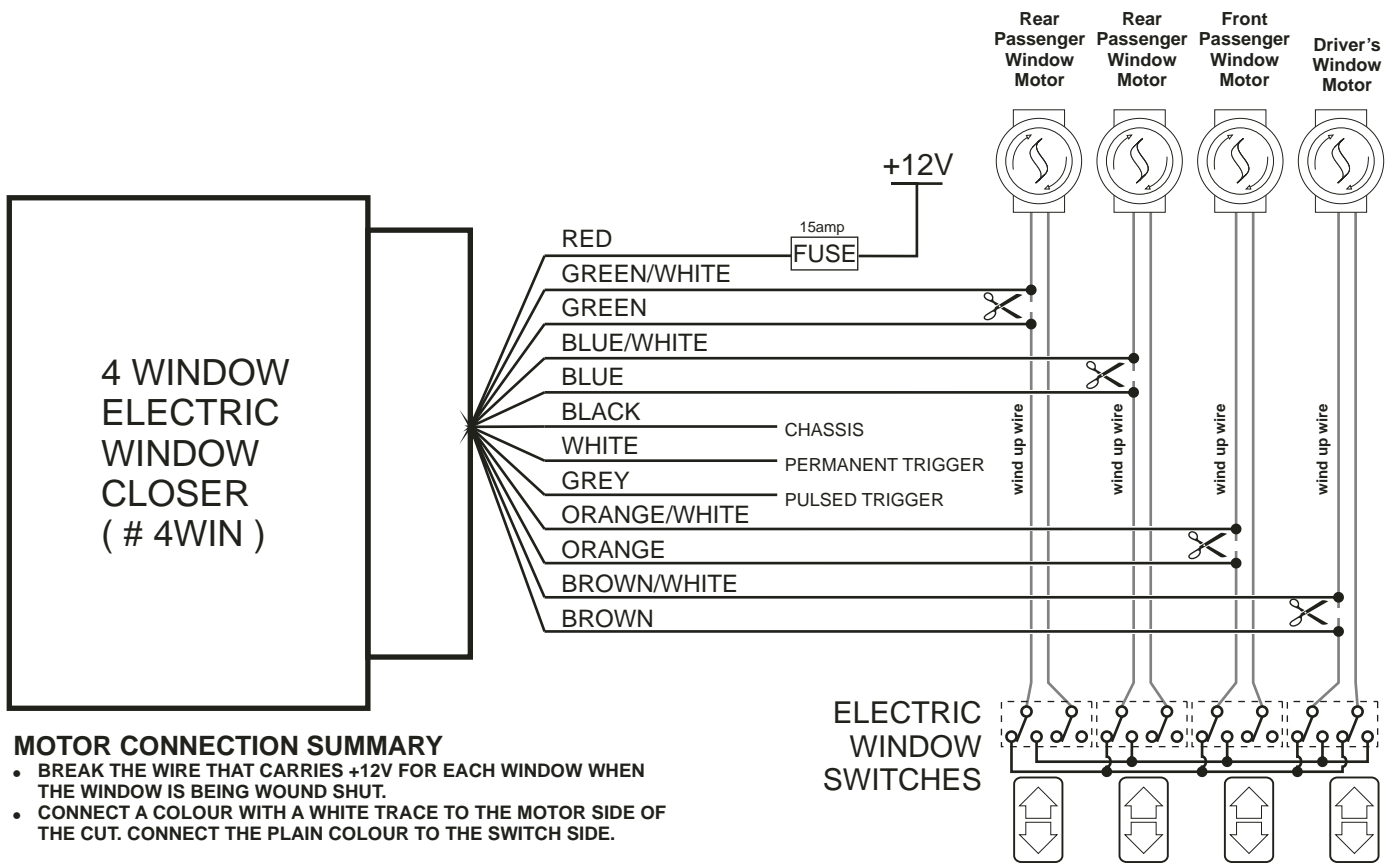 Rear
Passenger
Window
Motor
Rear
Passenger
Window
Motor
Front
Passenger
Window
Motor
Driver’s
Window
Motor
+12V
15amp
FUSE
RED
GREEN/WHITE
GREEN
BLUE/WHITE
BLUE
BLACK
CHASSIS
WHITE
PERMANENT TRIGGER
GREY
PULSED TRIGGER
ORANGE/WHITE
ORANGE
BROWN/WHITE
BROWN
4 WINDOW
ELECTRIC
WINDOW
CLOSER
( # 4WIN )
wind up wire
wind up wire
wind up wire
wind up wire
ELECTRIC
WINDOW
SWITCHES
MOTOR CONNECTION SUMMARY
• BREAK THE WIRE THAT CARRIES +12V FOR EACH WINDOW WHEN
THE WINDOW IS BEING WOUND SHUT.
• CONNECT A COLOUR WITH A WHITE TRACE TO THE MOTOR SIDE OF
THE CUT. CONNECT THE PLAIN COLOUR TO THE SWITCH SIDE.